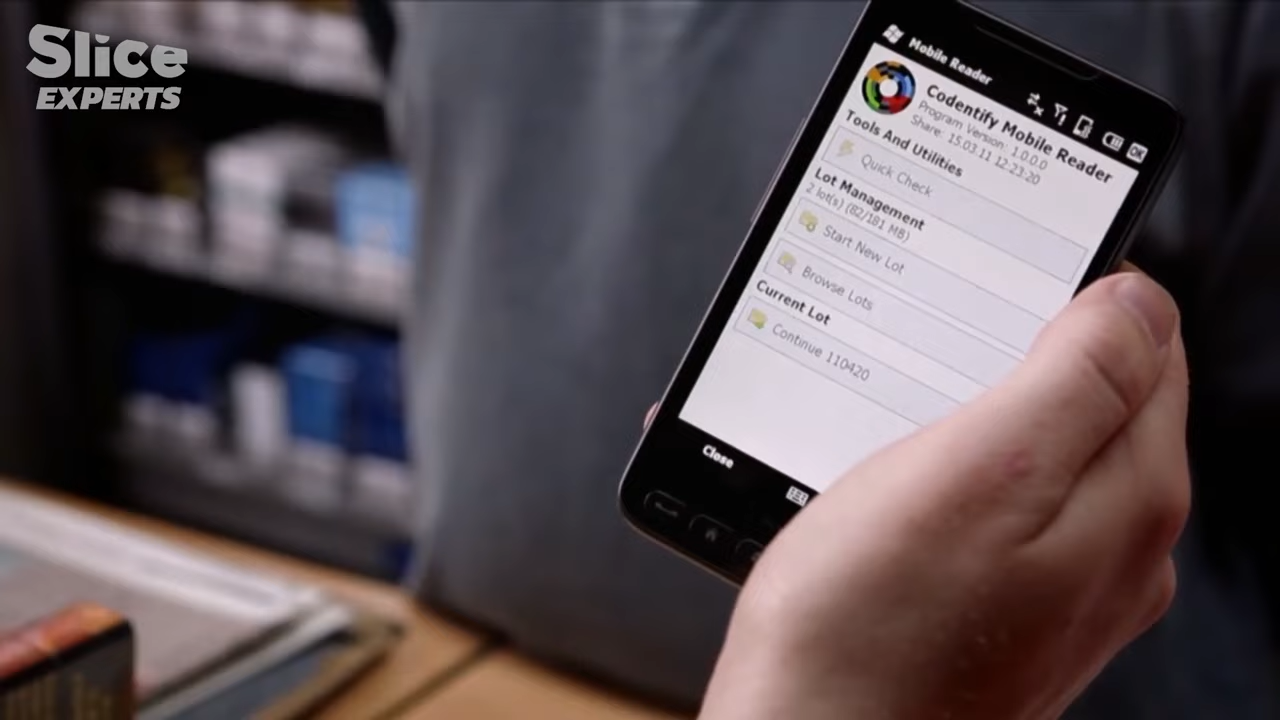 Slice
EXPERTS
Mobile Reader
OK
Codentify Mobile Reader
Program Version: 1.0.0.0
Share: 15.03.11 12:23:20
Tools And Utilities
Quick Check
Lot Management
2 lot(s) (82/181 MB)
Start New Lot
Browse Lots
Current Lot
Continue 110420
Close